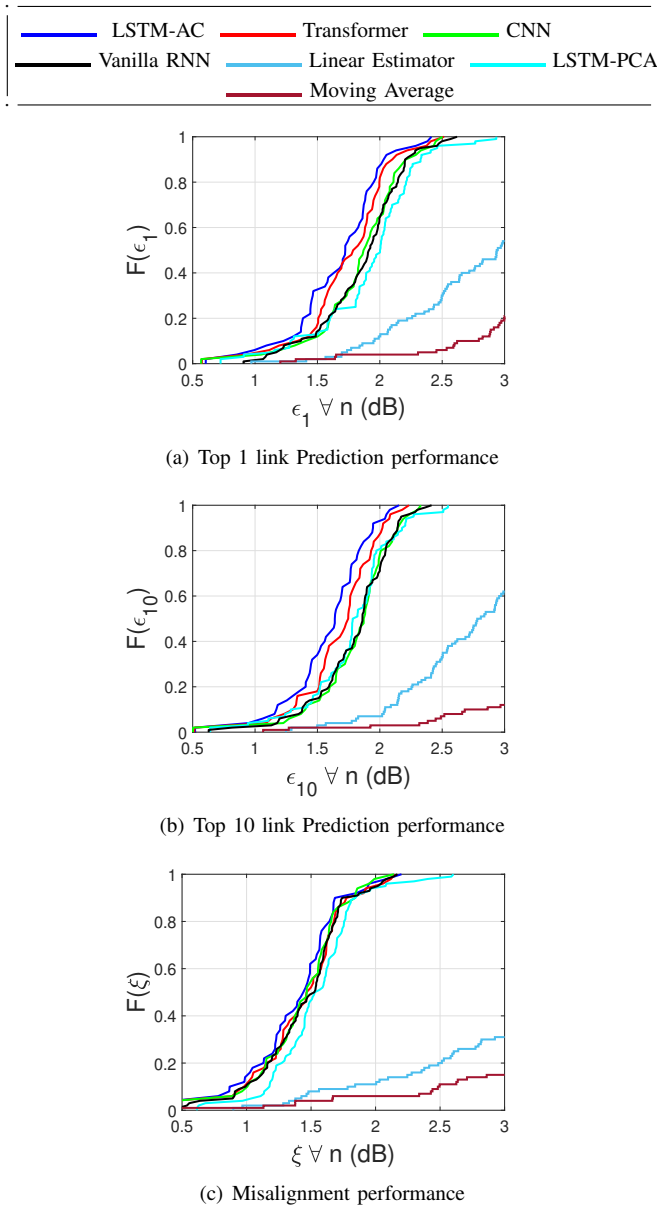 LSTM-AC Transformer CNN
Vanilla RNN Linear Estimator LSTM-PCA
Moving Average
1
0.8
0.6
0.4
0.2
0
F(ϵ₁)
0.5 1 1.5 2 2.5 3
ϵ₁ ∀ n (dB)
(a) Top 1 link Prediction performance
1
0.8
0.6
0.4
0.2
0
F(ϵ₁₀)
0.5 1 1.5 2 2.5 3
ϵ₁₀ ∀ n (dB)
(b) Top 10 link Prediction performance
1
0.8
0.6
0.4
0.2
0
F(ξ)
0.5 1 1.5 2 2.5 3
ξ ∀ n (dB)
(c) Misalignment performance